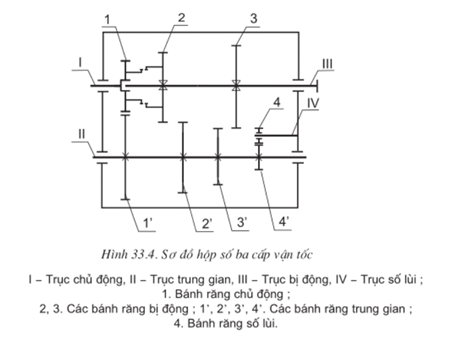 1
2
3
I
III
4
IV
II
1'
2'
3'
4'
Hình 33.4. Sơ đồ hộp số ba cấp vận tốc
I – Trục chủ động, II – Trục trung gian, III – Trục bị động, IV – Trục số lùi ;
1. Bánh răng chủ động ;
2, 3. Các bánh răng bị động ; 1', 2', 3', 4'. Các bánh răng trung gian ;
4. Bánh răng số lùi.